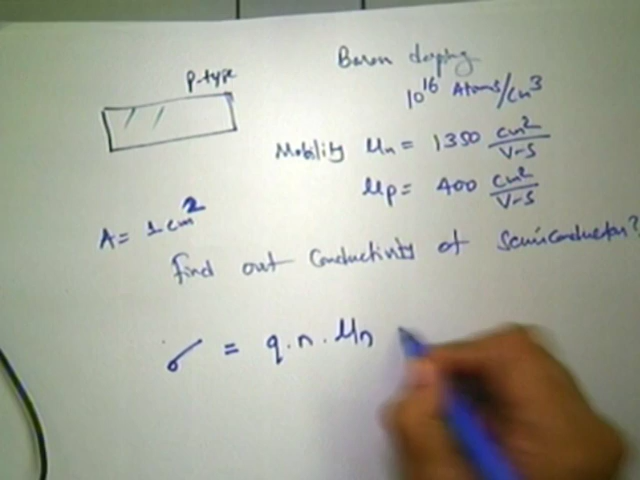 P-type
Baron doping
10^16 Atoms/cm^3
Mobility μn = 1350 cm^2/V-S
μp = 400 cm^2/V-S
A = 1 cm^2
find out Conductivity of Semiconductor?
σ = q.n.μn